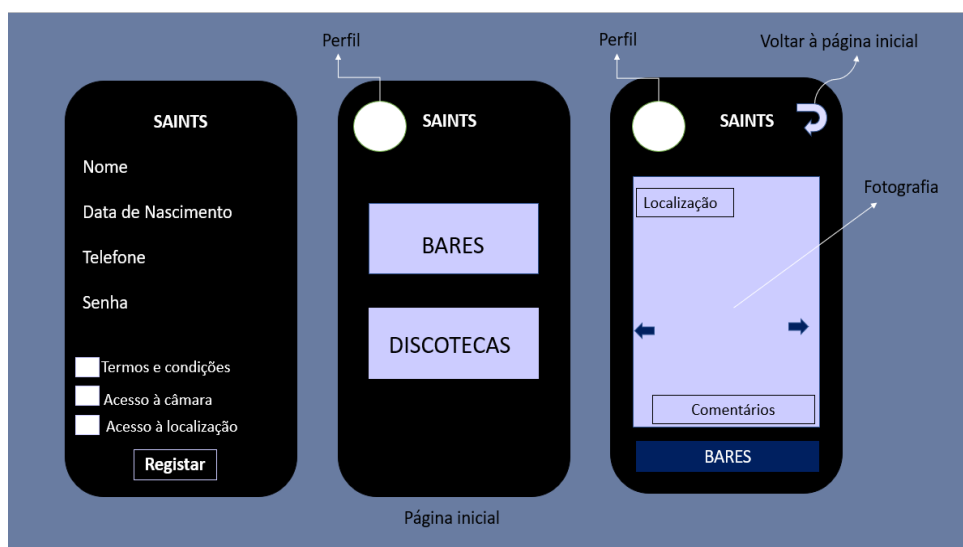 Perfil
Perfil
Voltar à página inicial
SAINTS
Nome
Data de Nascimento
Telefone
Senha
Termos e condições
Acesso à câmara
Acesso à localização
Registar
SAINTS
BARES
DISCOTECAS
Página inicial
SAINTS
Localização
Fotografia
Comentários
BARES